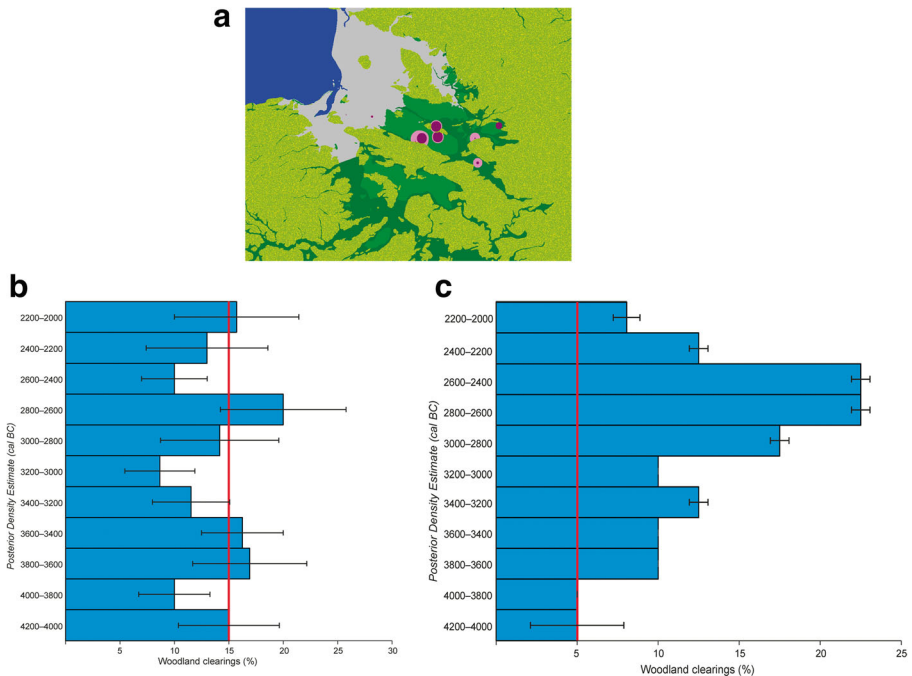 a
b
2200–2000
2400–2200
2600–2400
2800–2600
3000–2800
3200–3000
3400–3200
3600–3400
3800–3600
4000–3800
4200–4000
Posterior Density Estimate (cal BC)
5 10 15 20 25 30
Woodland clearings (%)
c
2200–2000
2400–2200
2600–2400
2800–2600
3000–2800
3200–3000
3400–3200
3600–3400
3800–3600
4000–3800
4200–4000
Posterior Density Estimate (cal BC)
5 10 15 20 25
Woodland clearings (%)